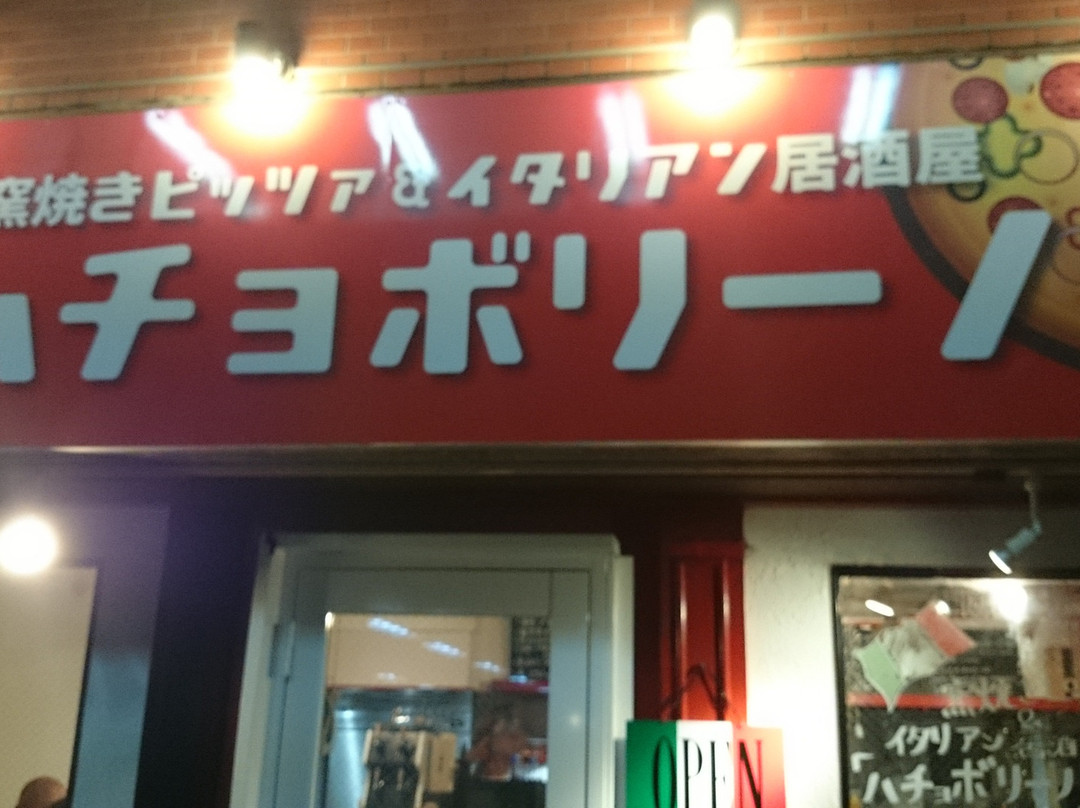 窯焼きピッツァ&イタリアン居酒屋
ハチョボリーノ
OPEN
イタリアン
ハチョボリーノ